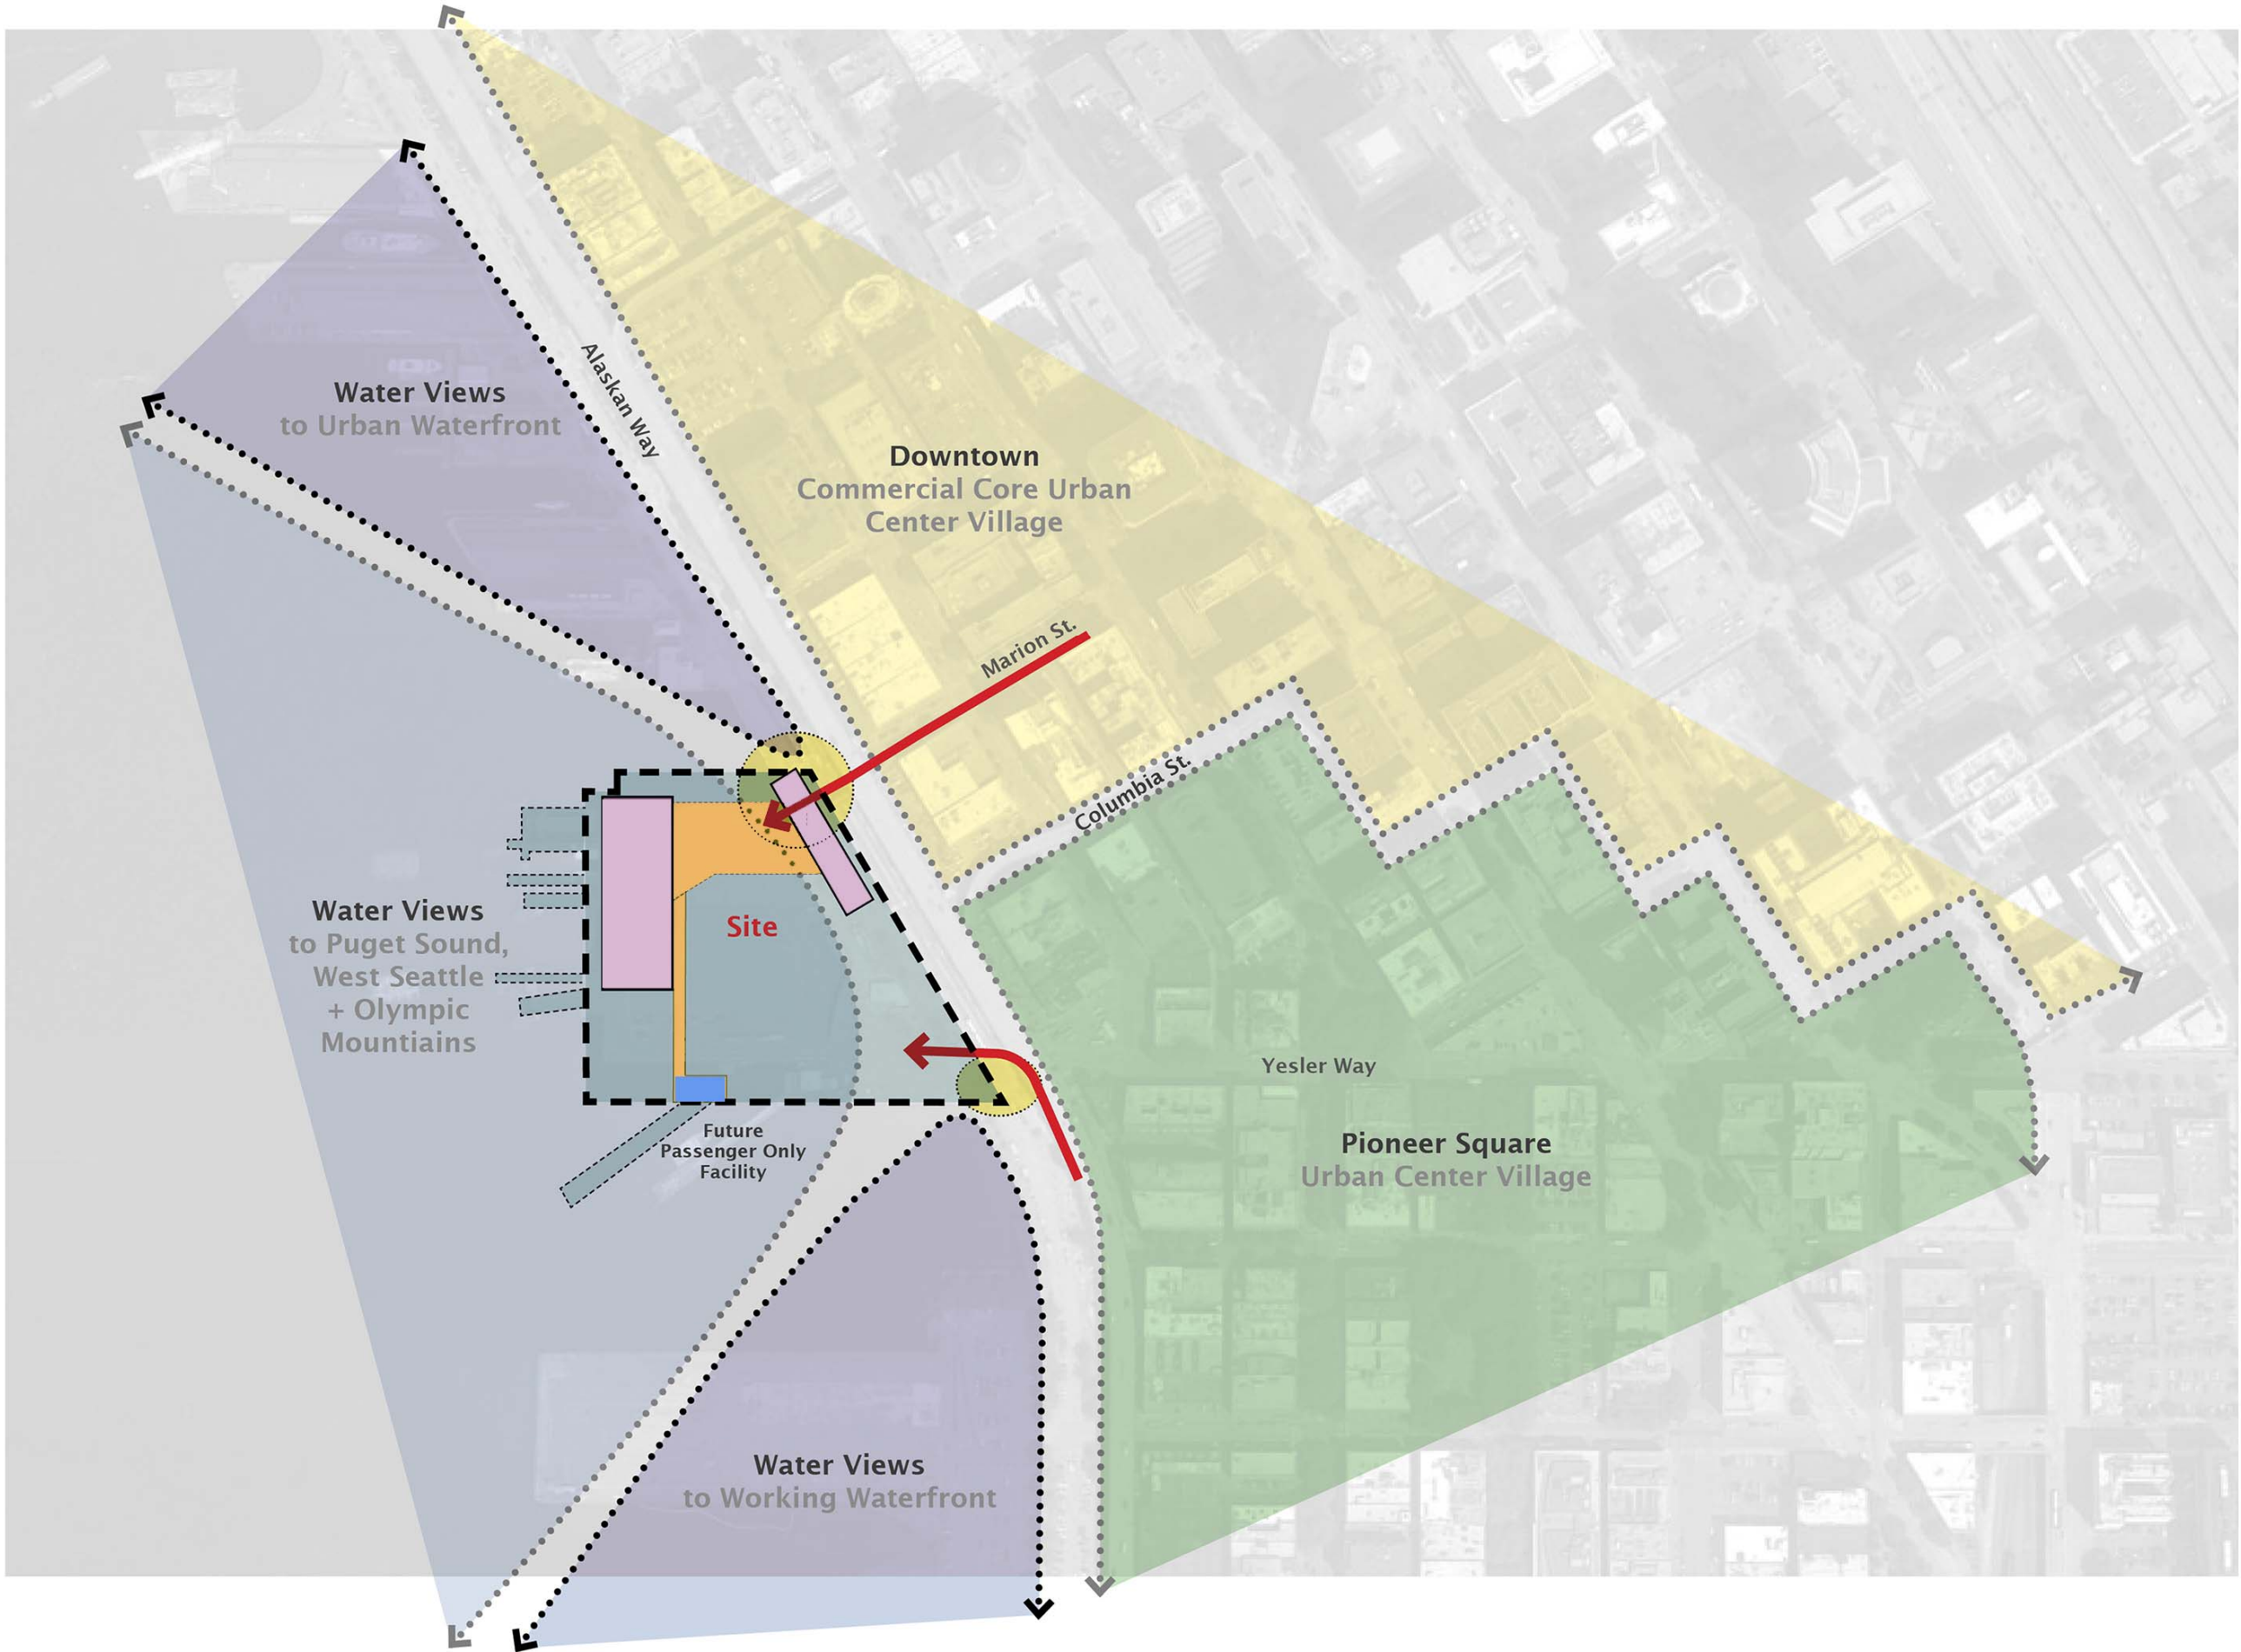 Water Views
to Urban Waterfront
Alaskan Way
Downtown
Commercial Core Urban
Center Village
Marion St.
Columbia St.
Water Views
to Puget Sound,
West Seattle
+ Olympic
Mountiains
Site
Yesler Way
Future
Passenger Only
Facility
Pioneer Square
Urban Center Village
Water Views
to Working Waterfront